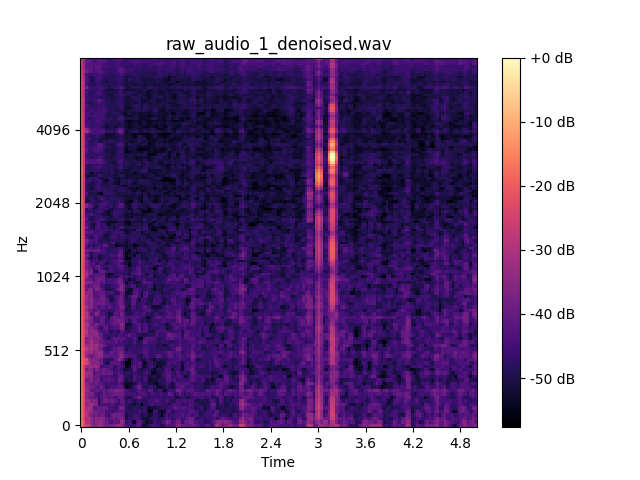 raw_audio_1_denoised.wav
+0 dB
-10 dB
-20 dB
-30 dB
-40 dB
-50 dB
4096
2048
1024
512
0
Hz
0 0.6 1.2 1.8 2.4 3 3.6 4.2 4.8
Time